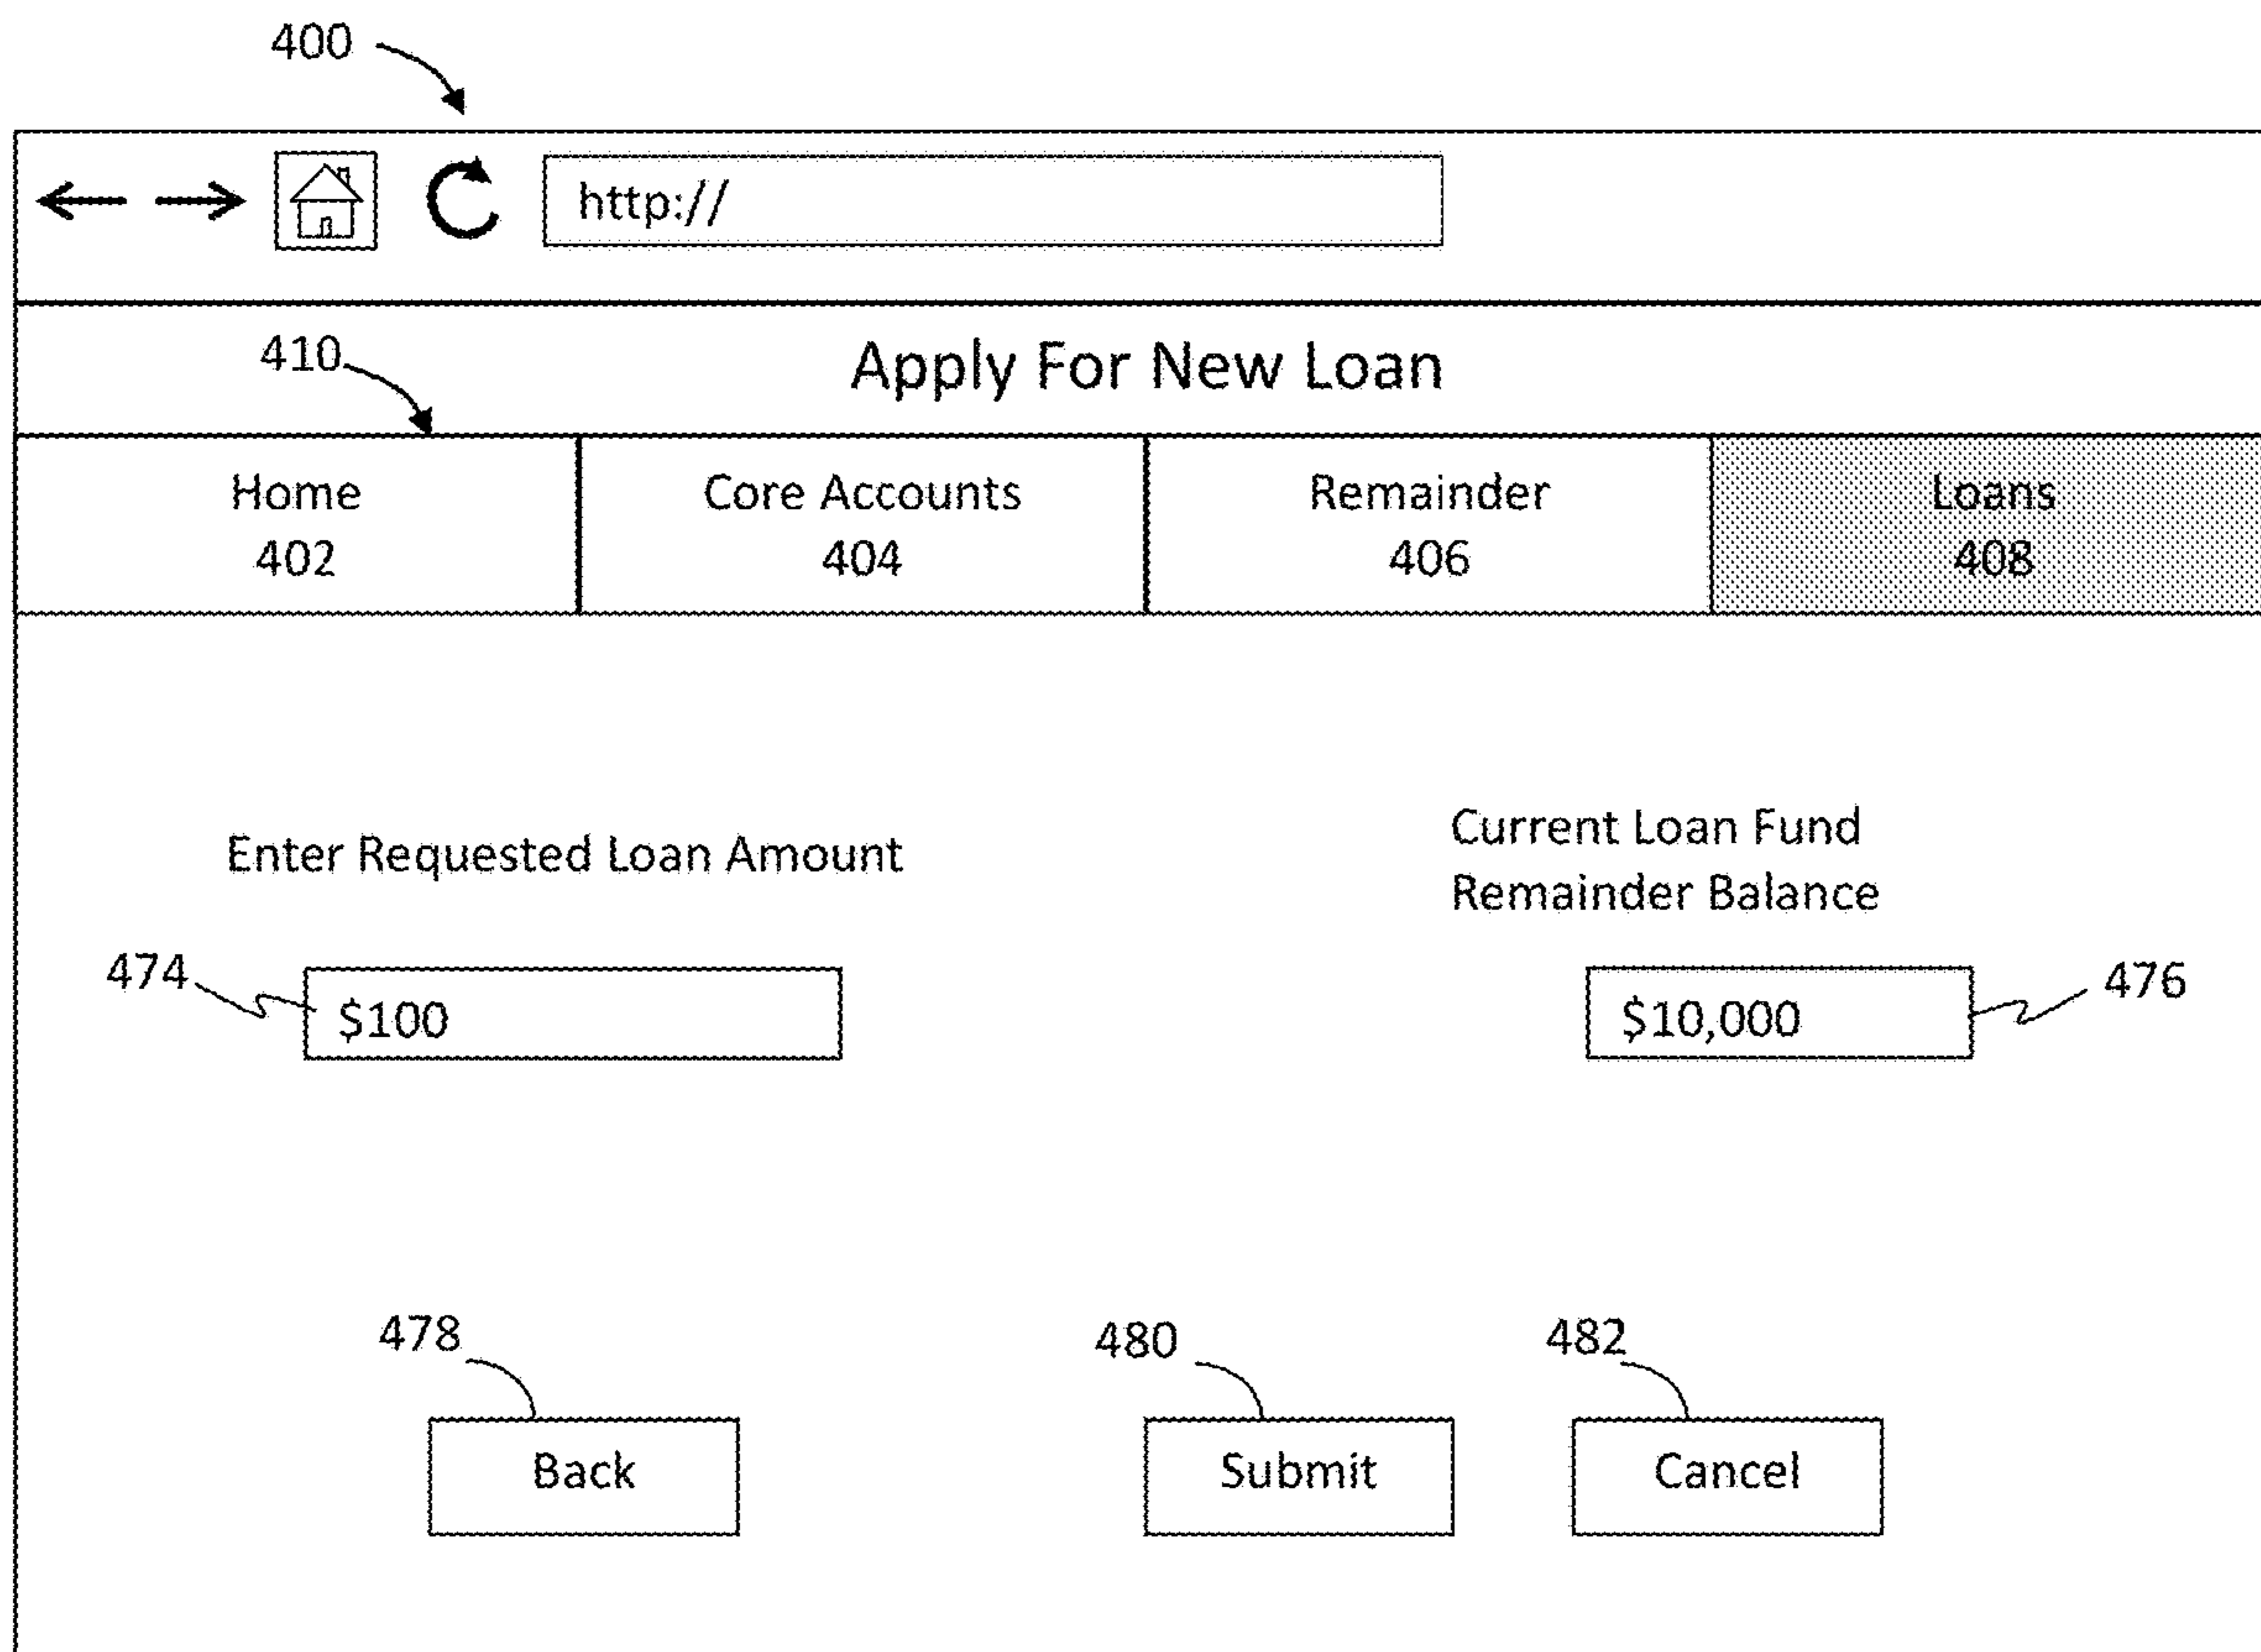 400
http://
410
Apply For New Loan
Home
402
Core Accounts
404
Remainder
406
Loans
408
Enter Requested Loan Amount
Current Loan Fund
Remainder Balance
474
$100
$10,000
476
478
480
482
Back
Submit
Cancel